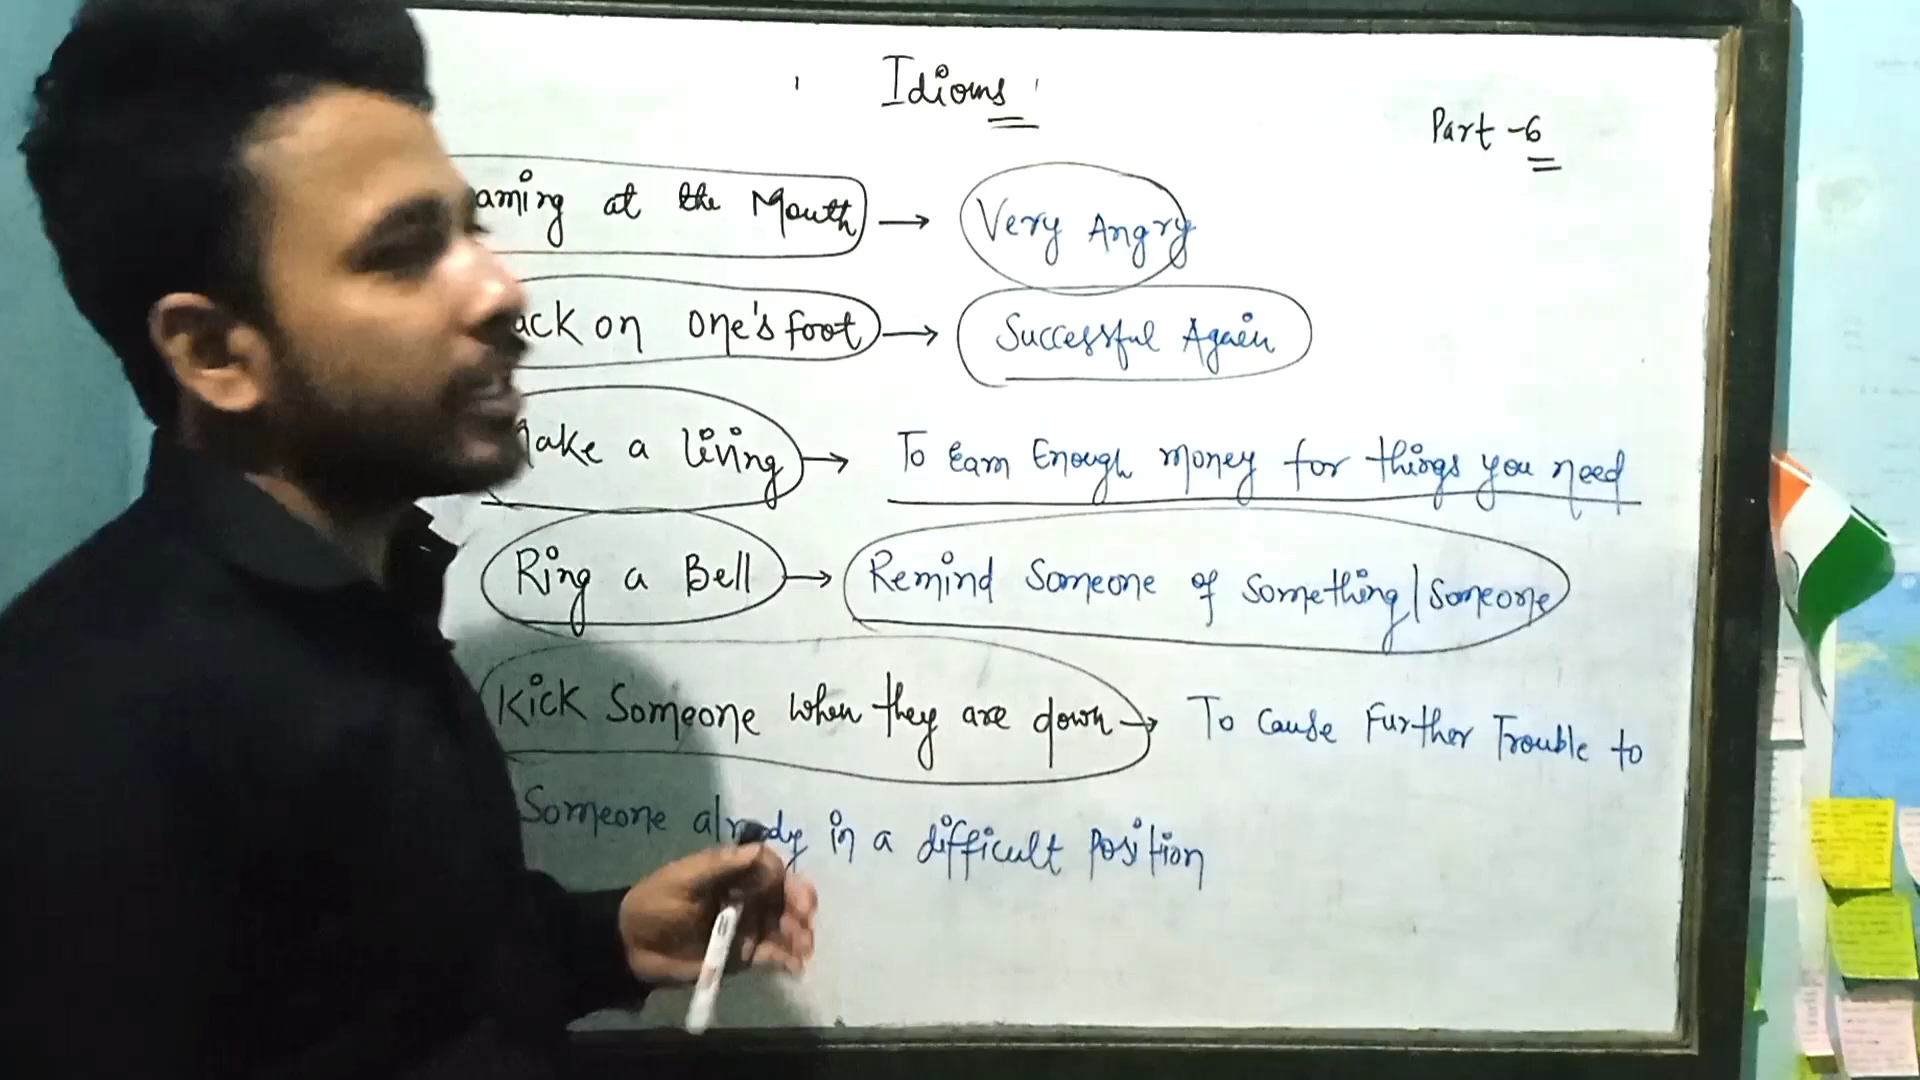 Idioms
Part -6
aming at the Mouth → Very Angry
ack on one's foot → Successful Again
Make a living → To Earn Enough money for things you need
Ring a Bell → Remind Someone of Something/Someone
Kick Someone when they are down → To Cause Further Trouble to
Someone already in a difficult Position